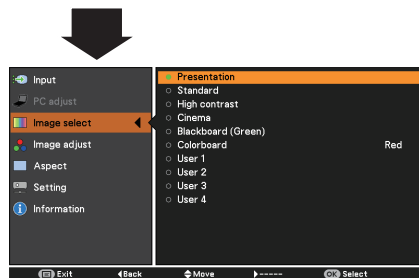 Input
PC adjust
Image select
Image adjust
Aspect
Setting
Information
Presentation
Standard
High contrast
Cinema
Blackboard (Green)
Colorboard Red
User 1
User 2
User 3
User 4
Exit Back Move ----- OK Select